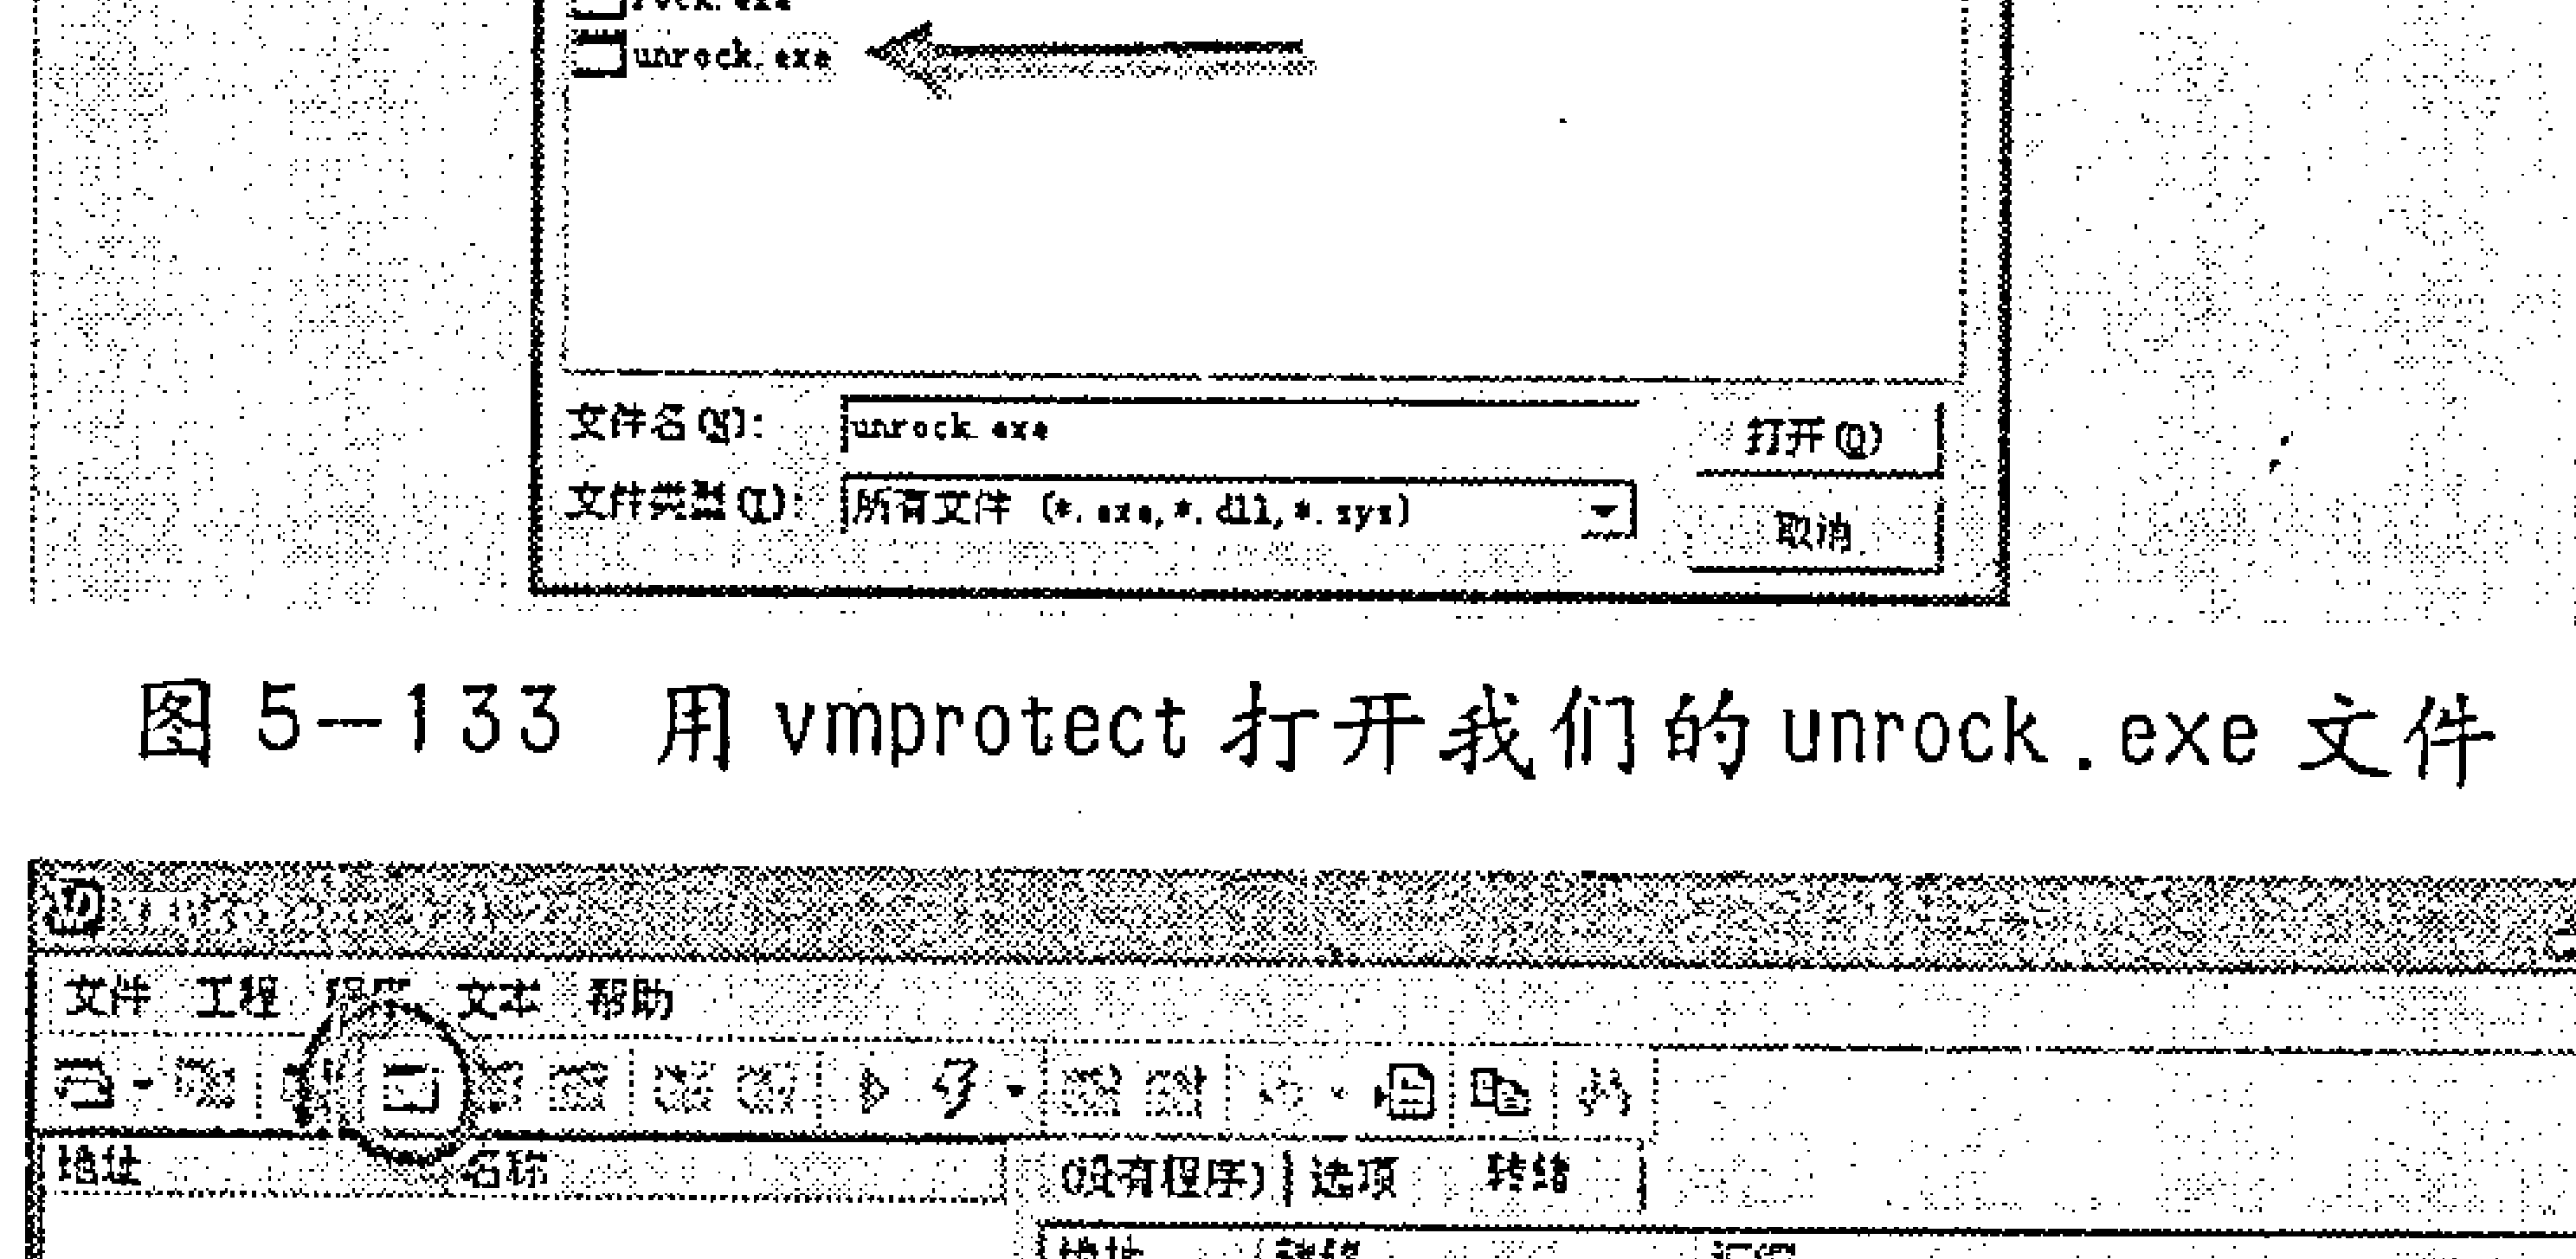 unrock.exe
文件名(N): unrock.exe 打开(O)
文件类型(T): 所有文件 (*.exe,*.dll,*.sys)
取消
图 5-133 用 vmprotect 打开我们的 unrock.exe 文件
文件 工程 程序 文本 帮助
地址 名称 (没有程序) 选项 转储
地址